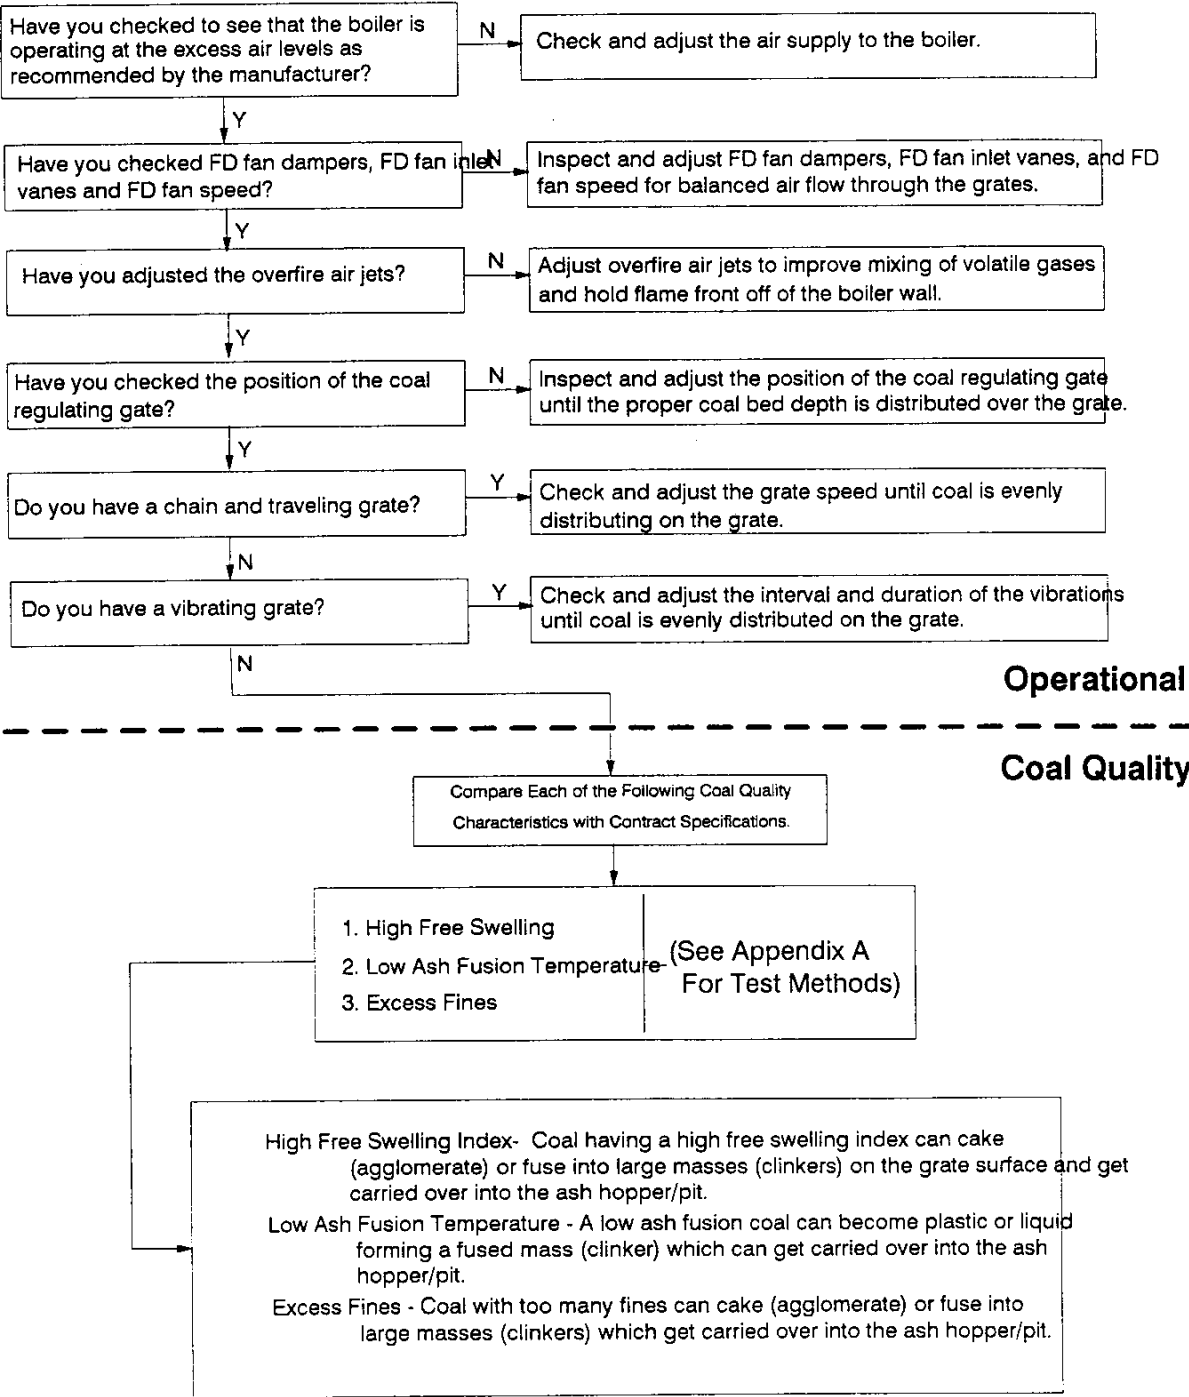 Have you checked to see that the boiler is
operating at the excess air levels as
recommended by the manufacturer?
N
Check and adjust the air supply to the boiler.
Y
Have you checked FD fan dampers, FD fan inlet
vanes and FD fan speed?
N
Inspect and adjust FD fan dampers, FD fan inlet vanes, and FD
fan speed for balanced air flow through the grates.
Y
Have you adjusted the overfire air jets?
N
Adjust overfire air jets to improve mixing of volatile gases
and hold flame front off of the boiler wall.
Y
Have you checked the position of the coal
regulating gate?
N
Inspect and adjust the position of the coal regulating gate
until the proper coal bed depth is distributed over the grate.
Y
Do you have a chain and traveling grate?
Y
Check and adjust the grate speed until coal is evenly
distributing on the grate.
N
Do you have a vibrating grate?
Y
Check and adjust the interval and duration of the vibrations
until coal is evenly distributed on the grate.
N
Operational
Coal Quality
Compare Each of the Following Coal Quality
Characteristics with Contract Specifications.
1. High Free Swelling
2. Low Ash Fusion Temperature-
3. Excess Fines
(See Appendix A
For Test Methods)
High Free Swelling Index- Coal having a high free swelling index can cake
(agglomerate) or fuse into large masses (clinkers) on the grate surface and get
carried over into the ash hopper/pit.
Low Ash Fusion Temperature - A low ash fusion coal can become plastic or liquid
forming a fused mass (clinker) which can get carried over into the ash
hopper/pit.
Excess Fines - Coal with too many fines can cake (agglomerate) or fuse into
large masses (clinkers) which get carried over into the ash hopper/pit.